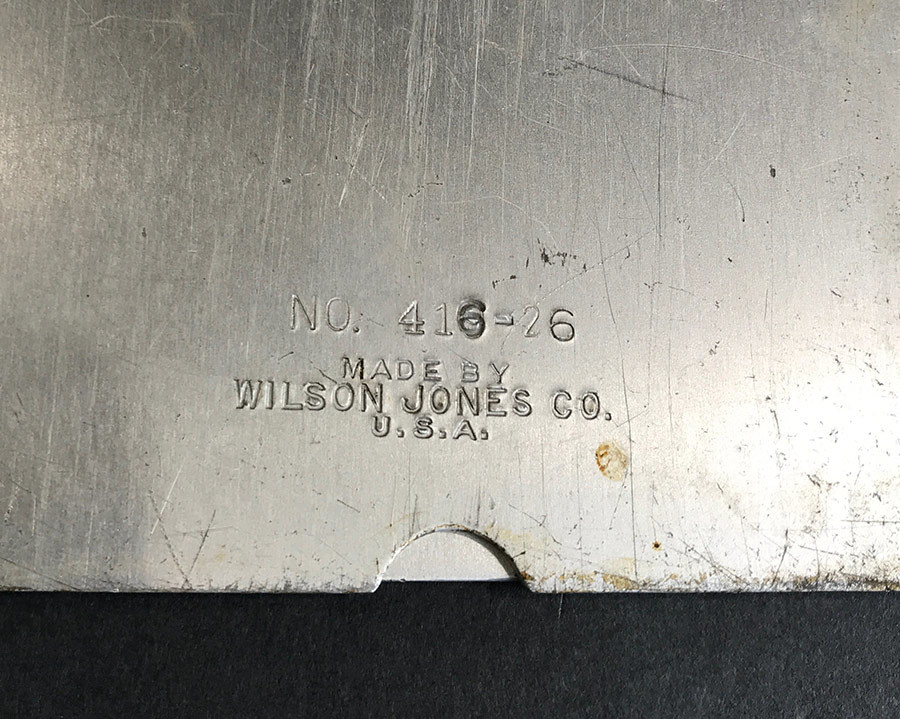 NO. 416-26
MADE BY
WILSON JONES CO.
U.S.A.